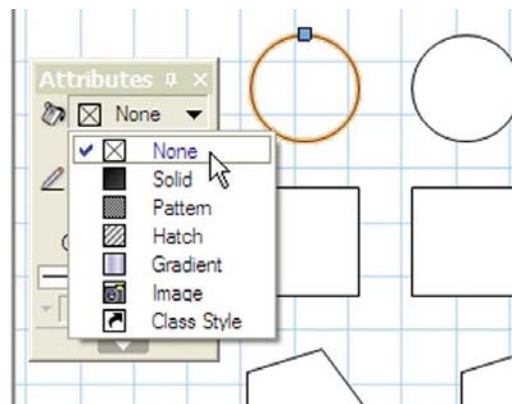 Attributes
None
None
Solid
Pattern
Hatch
Gradient
Image
Class Style